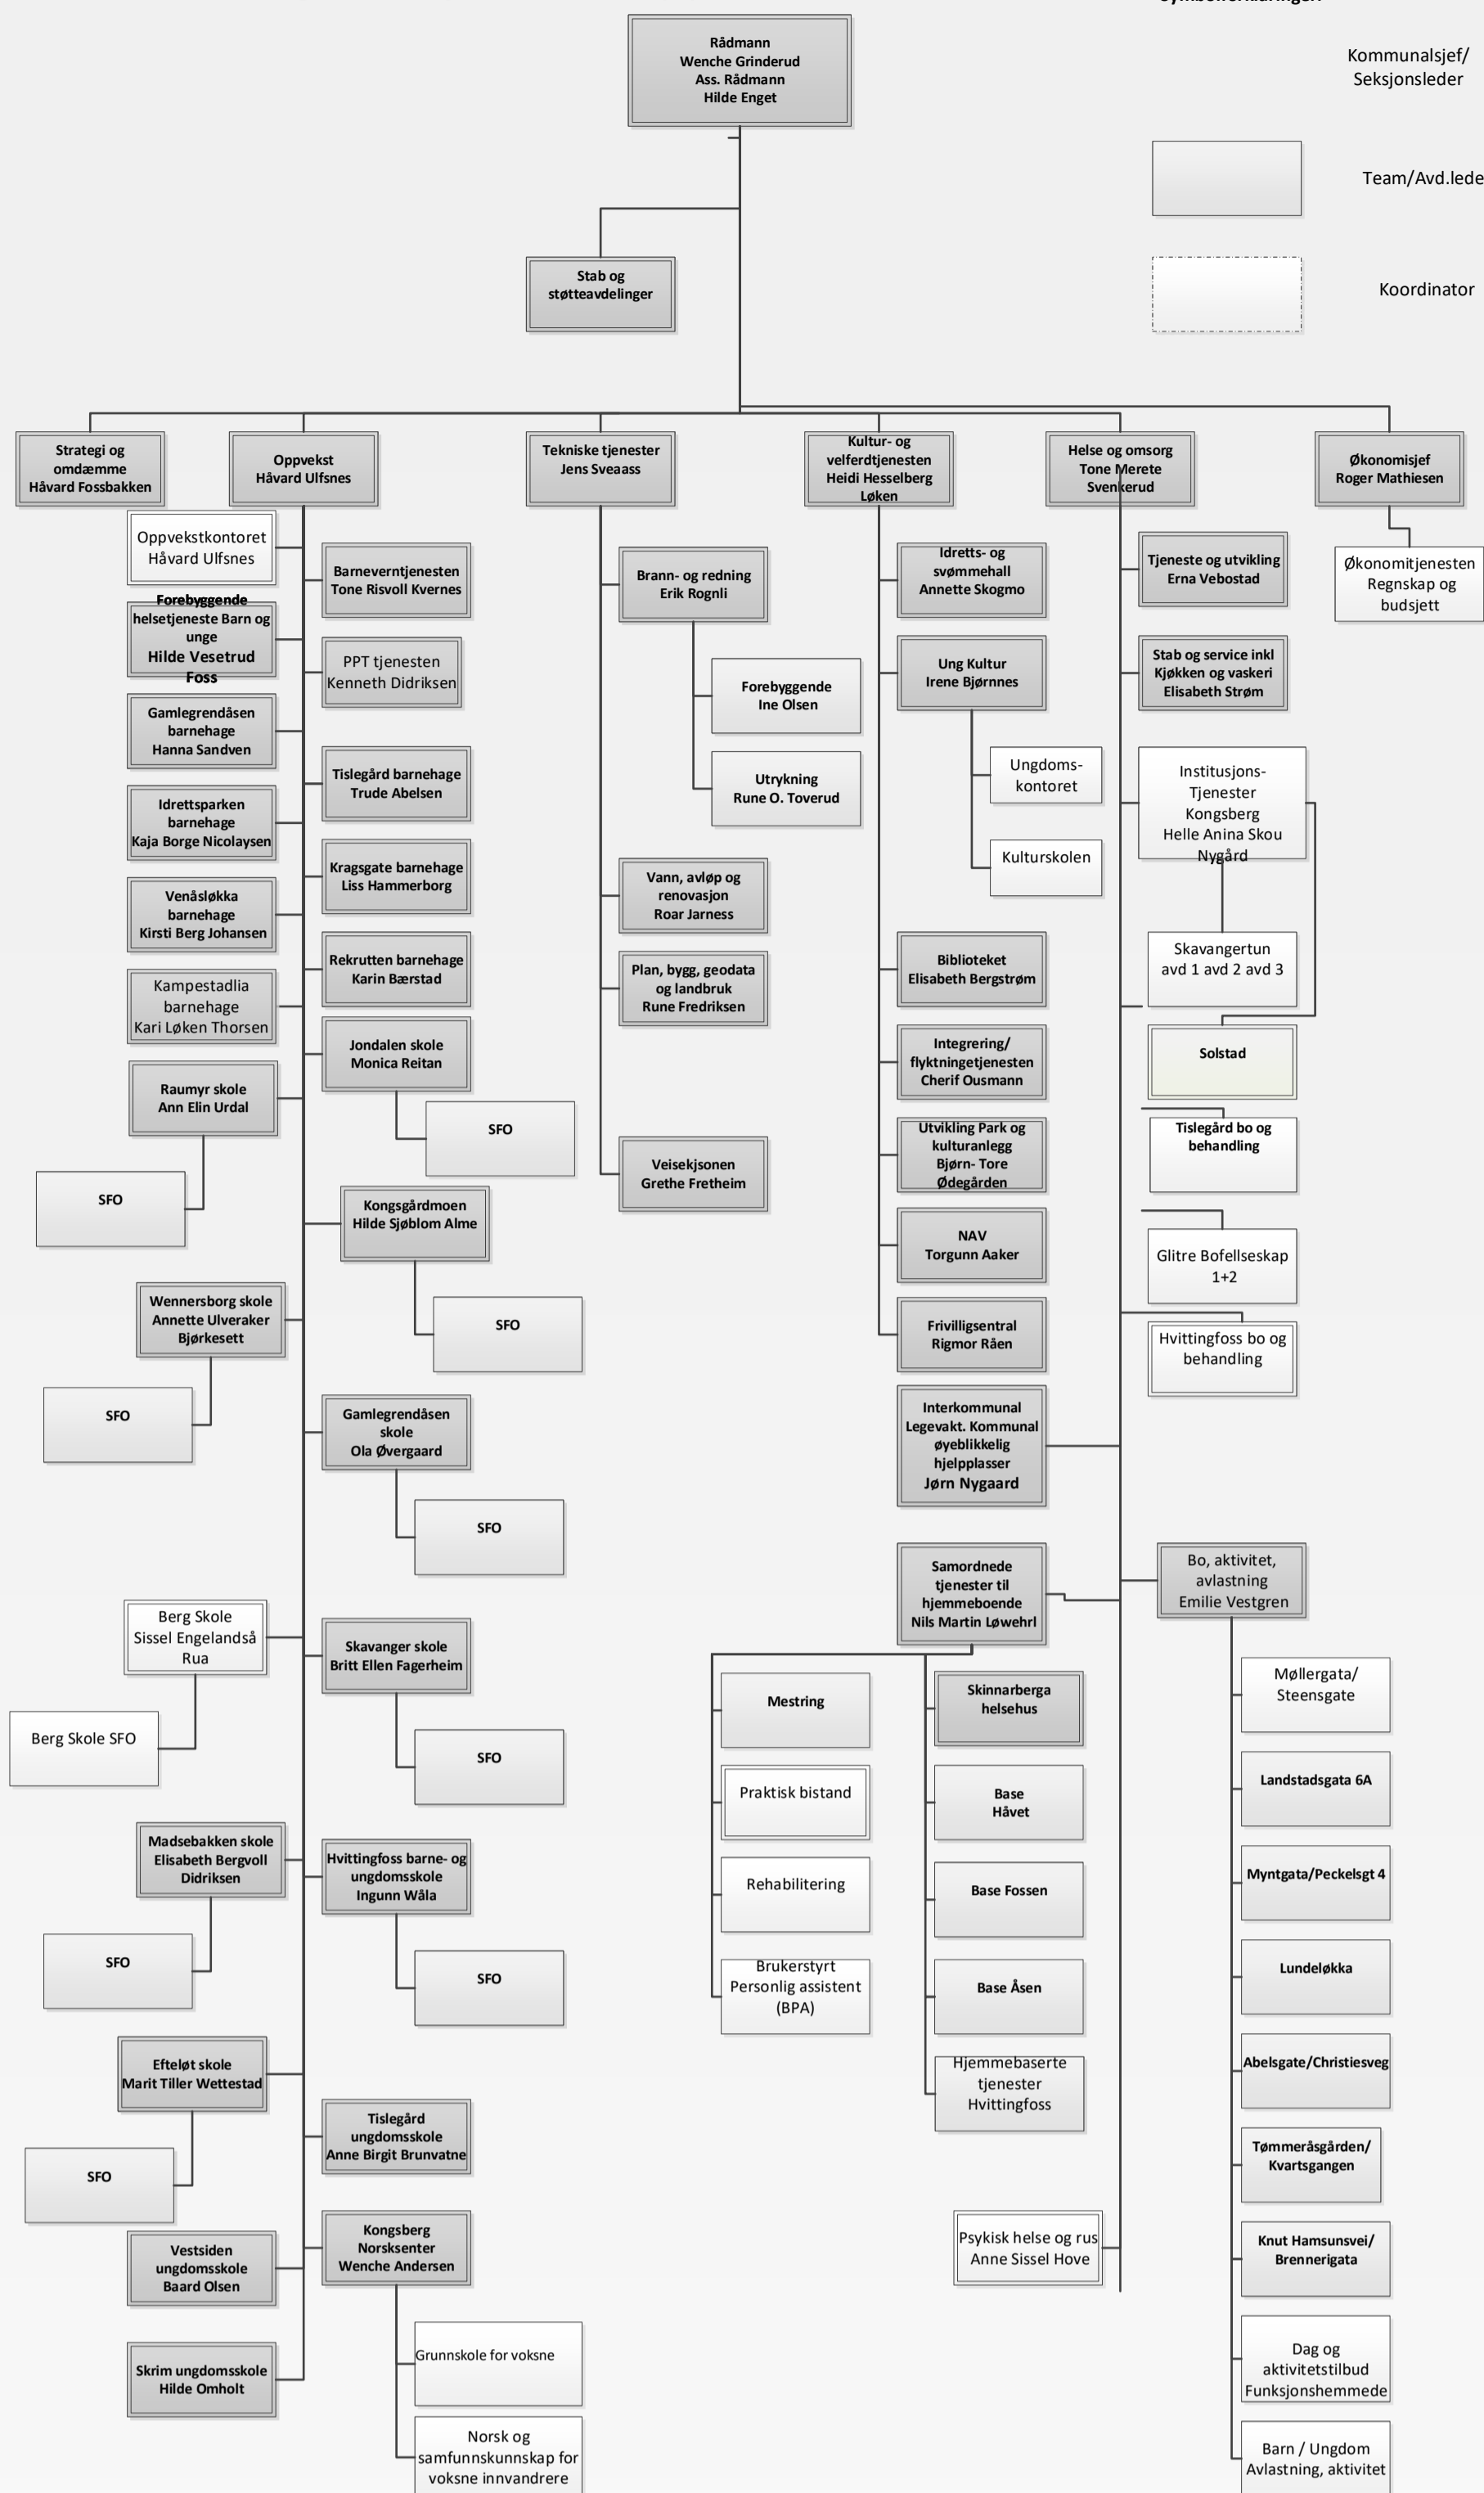 Symbolforklaringer:
Rådmann
Wenche Grinderud
Ass. Rådmann
Hilde Enget
Kommunalsjef/
Seksjonsleder
Team/Avd.lede
Koordinator
Stab og
støtteavdelinger
Strategi og
omdæmme
Håvard Fossbakken
Oppvekst
Håvard Ulfsnes
Tekniske tjenester
Jens Sveaass
Kultur- og
velferdtjenesten
Heidi Hesselberg
Løken
Helse og omsorg
Tone Merete
Svenkerud
Økonomisjef
Roger Mathiesen
Oppvekstkontoret
Håvard Ulfsnes
Forebyggende
helsetjeneste Barn og
unge
Hilde Vesetrud
Foss
Gamlegrendåsen
barnehage
Hanna Sandven
Idrettsparken
barnehage
Kaja Borge Nicolaysen
Venåsløkka
barnehage
Kirsti Berg Johansen
Kampestadlia
barnehage
Kari Løken Thorsen
Raumyr skole
Ann Elin Urdal
SFO
Wennersborg skole
Annette Ulveraker
Bjørkesett
SFO
Berg Skole
Sissel Engelandså
Rua
Berg Skole SFO
Madsebakken skole
Elisabeth Bergvoll
Didriksen
SFO
Efteløt skole
Marit Tiller Wettestad
SFO
Vestsiden
ungdomsskole
Baard Olsen
Skrim ungdomsskole
Hilde Omholt
Barneverntjenesten
Tone Risvoll Kvernes
PPT tjenesten
Kenneth Didriksen
Tislegård barnehage
Trude Abelsen
Kragsgate barnehage
Liss Hammerborg
Rekrutten barnehage
Karin Bærstad
Jondalen skole
Monica Reitan
SFO
Kongsgårdmoen
Hilde Sjøblom Alme
SFO
Gamlegrendåsen
skole
Ola Øvergaard
SFO
Skavanger skole
Britt Ellen Fagerheim
SFO
Hvittingfoss barne- og
ungdomsskole
Ingunn Wåla
SFO
Tislegård
ungdomsskole
Anne Birgit Brunvatne
Kongsberg
Norsksenter
Wenche Andersen
Grunnskole for voksne
Norsk og
samfunnskunnskap for
voksne innvandrere
Brann- og redning
Erik Rognli
Forebyggende
Ine Olsen
Utrykning
Rune O. Toverud
Vann, avløp og
renovasjon
Roar Jarness
Plan, bygg, geodata
og landbruk
Rune Fredriksen
Veisekjsonen
Grethe Fretheim
Idretts- og
svømmehall
Annette Skogmo
Ung Kultur
Irene Bjørnnes
Ungdoms-
kontoret
Kulturskolen
Biblioteket
Elisabeth Bergstrøm
Integrering/
flyktningetjenesten
Cherif Ousmann
Utvikling Park og
kulturanlegg
Bjørn- Tore
Ødegården
NAV
Torgunn Aaker
Frivilligsentral
Rigmor Råen
Interkommunal
Legevakt. Kommunal
øyeblikkelig
hjelpplasser
Jørn Nygaard
Samordnede
tjenester til
hjemmeboende
Nils Martin Løwehrl
Mestring
Praktisk bistand
Rehabilitering
Brukerstyrt
Personlig assistent
(BPA)
Skinnarberga
helsehus
Base
Håvet
Base Fossen
Base Åsen
Hjemmebaserte
tjenester
Hvittingfoss
Psykisk helse og rus
Anne Sissel Hove
Tjeneste og utvikling
Erna Vebostad
Stab og service inkl
Kjøkken og vaskeri
Elisabeth Strøm
Institusjons-
Tjenester
Kongsberg
Helle Anina Skou
Nygård
Skavangertun
avd 1 avd 2 avd 3
Solstad
Tislegård bo og
behandling
Glitre Bofellseskap
1+2
Hvittingfoss bo og
behandling
Bo, aktivitet,
avlastning
Emilie Vestgren
Møllergata/
Steensgate
Landstadsgata 6A
Myntgata/Peckelsgt 4
Lundeløkka
Abelsgate/Christiesveg
Tømmeråsgården/
Kvartsgangen
Knut Hamsunsvei/
Brennerigata
Dag og
aktivitetstilbud
Funksjonshemmede
Barn / Ungdom
Avlastning, aktivitet
Økonomitjenesten
Regnskap og
budsjett